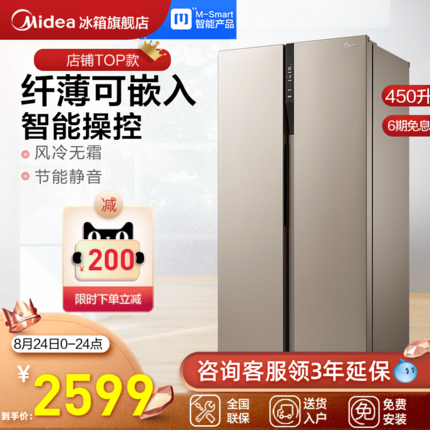 Midea 冰箱旗舰店
M-Smart
智能产品
店铺TOP款
纤薄可嵌入
智能操控
风冷无霜
节能静音
450升
6期免息
减
200
限时下单立减
8月24日0-24点
到手价:
¥2599
咨询客服领3年延保
全国
联保
送货
入户
免费
安装